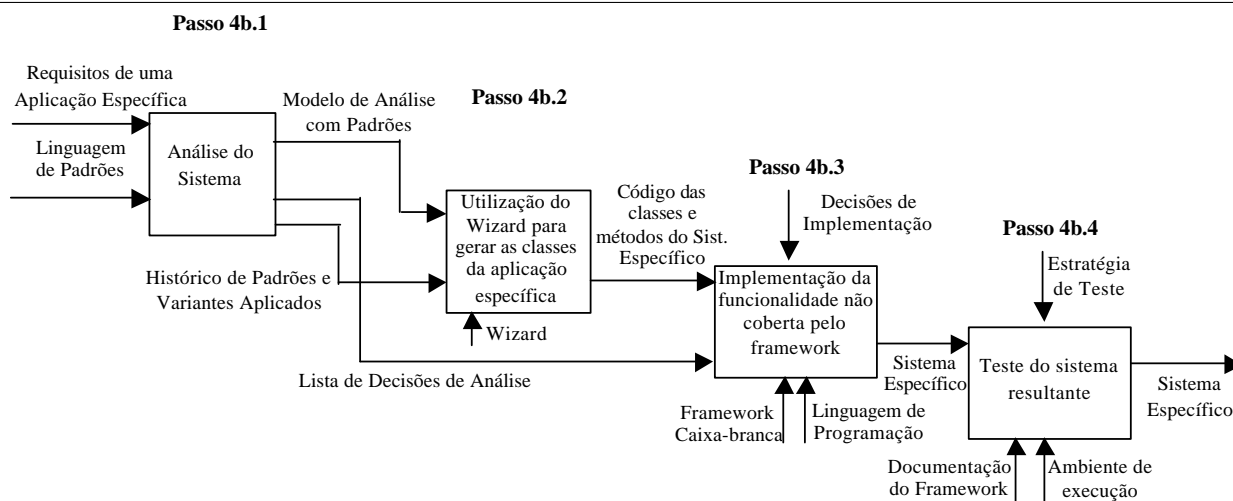 Passo 4b.1
Requisitos de uma
Aplicação Específica
Linguagem
de Padrões
Análise do
Sistema
Modelo de Análise
com Padrões
Histórico de Padrões e
Variantes Aplicados
Passo 4b.2
Utilização do
Wizard para
gerar as classes
da aplicação
específica
Wizard
Lista de Decisões de Análise
Código das
classes e
métodos do Sist.
Específico
Passo 4b.3
Decisões de
Implementação
Implementação da
funcionalidade não
coberta pelo
framework
Framework
Caixa-branca
Linguagem de
Programação
Sistema
Específico
Passo 4b.4
Estratégia
de Teste
Teste do sistema
resultante
Documentação
do Framework
Ambiente de
execução
Sistema
Específico